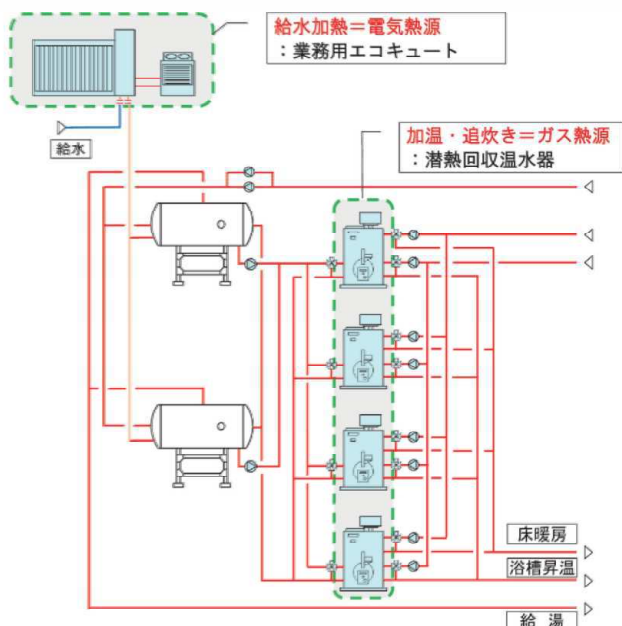 給水加熱＝電気熱源
：業務用エコキュート
給水
加温・追炊き＝ガス熱源
：潜熱回収温水器
床暖房
浴槽昇温
給 湯